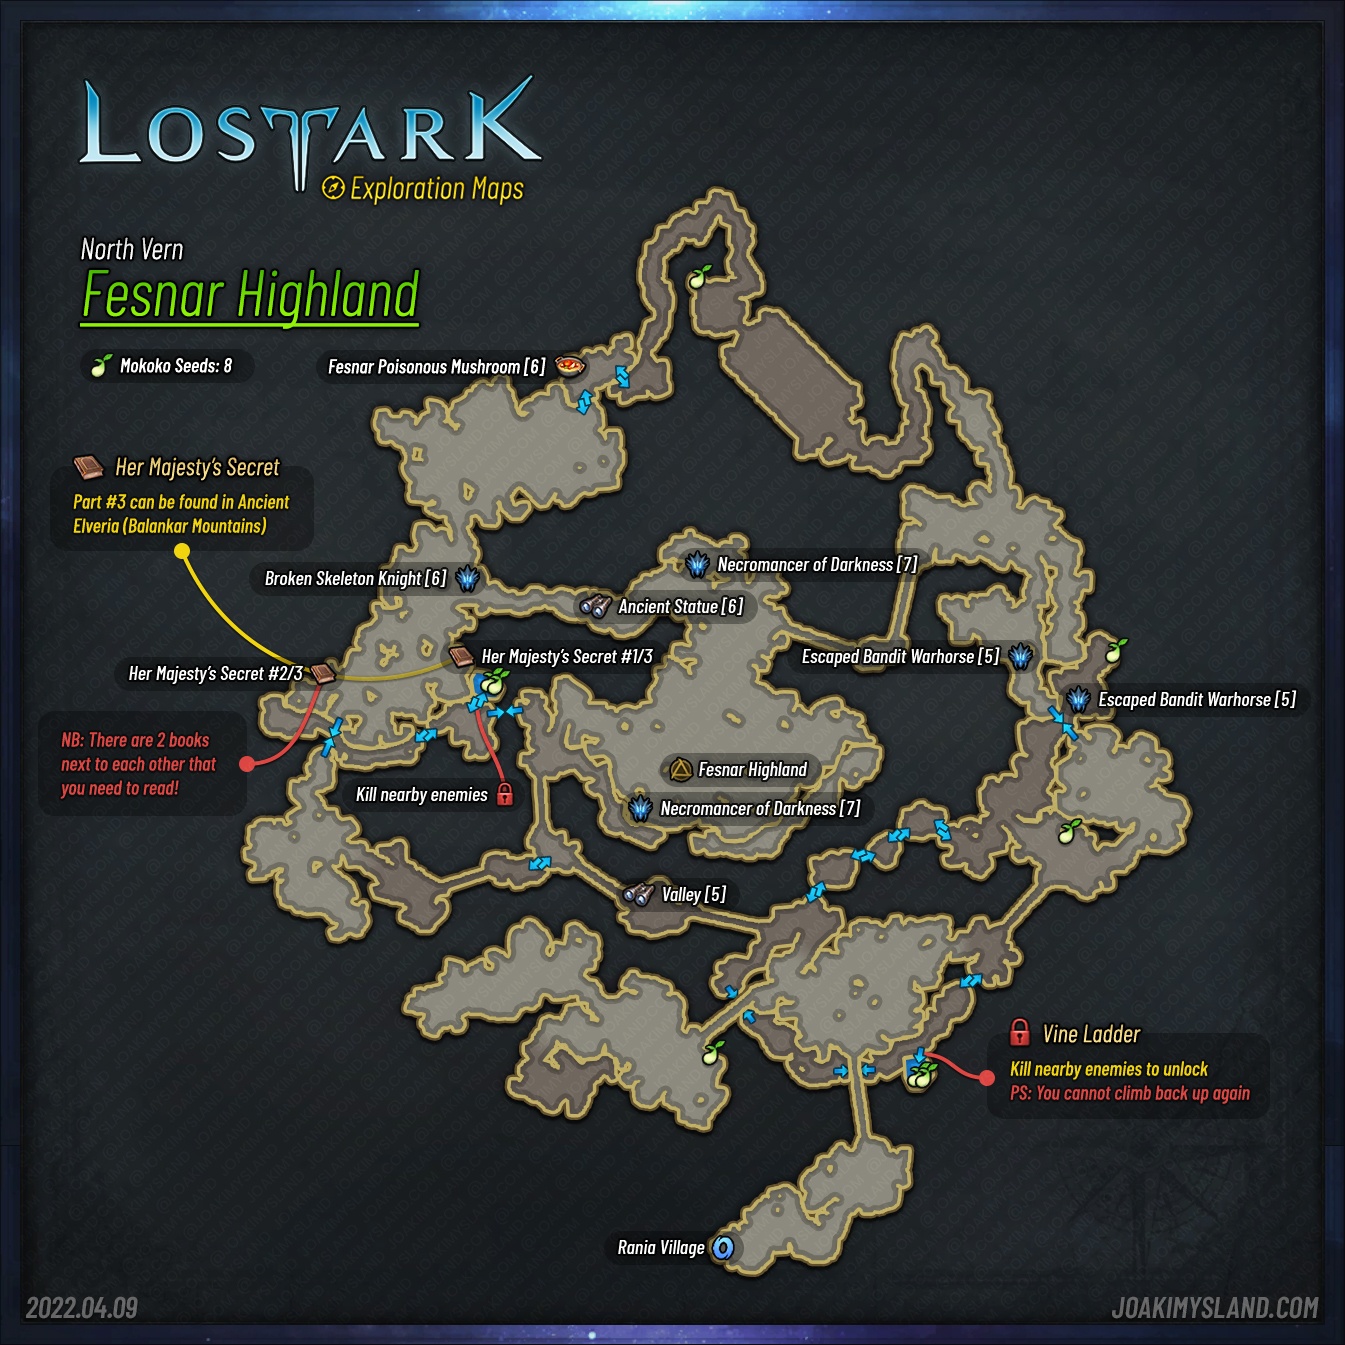 LOSTARK
Exploration Maps
North Vern
Fesnar Highland
Mokoko Seeds: 8
Fesnar Poisonous Mushroom [6]
Her Majesty's Secret
Part #3 can be found in Ancient
Elveria (Balankar Mountains)
Broken Skeleton Knight [6]
Necromancer of Darkness [7]
Ancient Statue [6]
Her Majesty's Secret #1/3
Escaped Bandit Warhorse [5]
Her Majesty's Secret #2/3
Escaped Bandit Warhorse [5]
NB: There are 2 books
next to each other that
you need to read!
Fesnar Highland
Kill nearby enemies
Necromancer of Darkness [7]
Valley [5]
Vine Ladder
Kill nearby enemies to unlock
PS: You cannot climb back up again
Rania Village
2022.04.09
JOAKIMYSLAND.COM